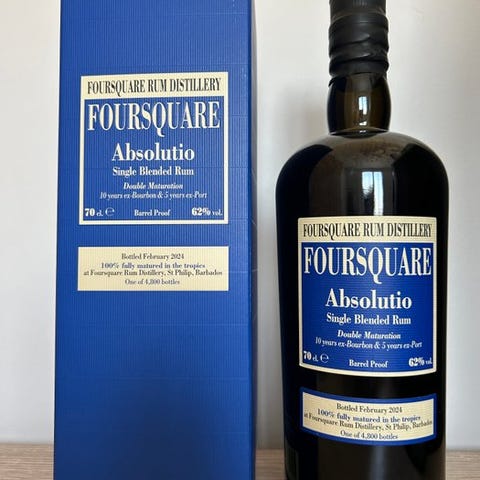 FOURSQUARE RUM DISTILLERY
FOURSQUARE
Absolutio
Single Blended Rum
Double Maturation
10 years ex-Bourbon & 5 years ex-Port
70 cl. e Barrel Proof 62% vol.
Bottled February 2024
100% fully matured in the tropics
at Foursquare Rum Distillery, St Philip, Barbados
One of 4,800 bottles
FOURSQUARE RUM DISTILLERY
FOURSQUARE
Absolutio
Single Blended Rum
Double Maturation
10 years ex-Bourbon & 5 years ex-Port
70 cl. e Barrel Proof 62% vol.
Bottled February 2024
100% fully matured in the tropics
at Foursquare Rum Distillery, St Philip, Barbados
One of 4,800 bottles